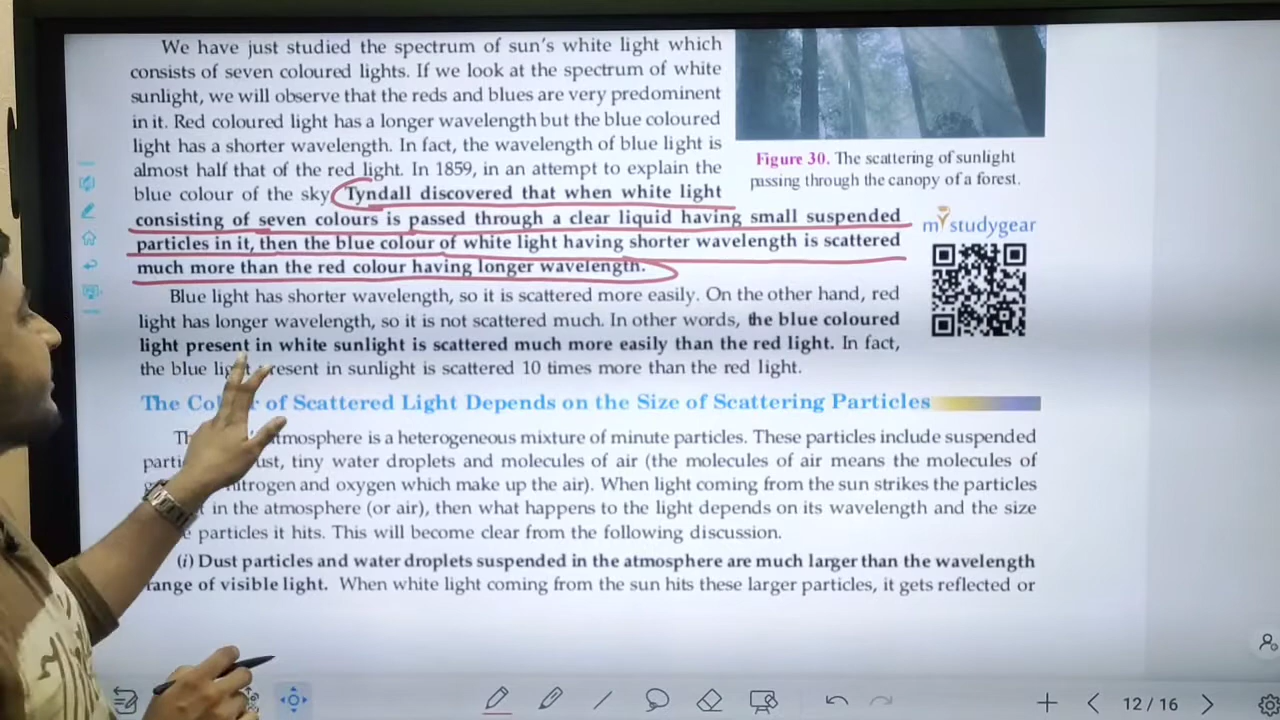 We have just studied the spectrum of sun's white light which
consists of seven coloured lights. If we look at the spectrum of white
sunlight, we will observe that the reds and blues are very predominent
in it. Red coloured light has a longer wavelength but the blue coloured
light has a shorter wavelength. In fact, the wavelength of blue light is
almost half that of the red light. In 1859, in an attempt to explain the
blue colour of the sky Tyndall discovered that when white light
consisting of seven colours is passed through a clear liquid having small suspended
particles in it, then the blue colour of white light having shorter wavelength is scattered
much more than the red colour having longer wavelength.
Figure 30. The scattering of sunlight
passing through the canopy of a forest.
mystudygear
Blue light has shorter wavelength, so it is scattered more easily. On the other hand, red
light has longer wavelength, so it is not scattered much. In other words, the blue coloured
light present in white sunlight is scattered much more easily than the red light. In fact,
the blue light present in sunlight is scattered 10 times more than the red light.
The of Scattered Light Depends on the Size of Scattering Particles
atmosphere is a heterogeneous mixture of minute particles. These particles include suspended
tiny water droplets and molecules of air (the molecules of air means the molecules of
nitrogen and oxygen which make up the air). When light coming from the sun strikes the particles
in the atmosphere (or air), then what happens to the light depends on its wavelength and the size
particles it hits. This will become clear from the following discussion.
(i) Dust particles and water droplets suspended in the atmosphere are much larger than the wavelength
range of visible light. When white light coming from the sun hits these larger particles, it gets reflected or
12 / 16